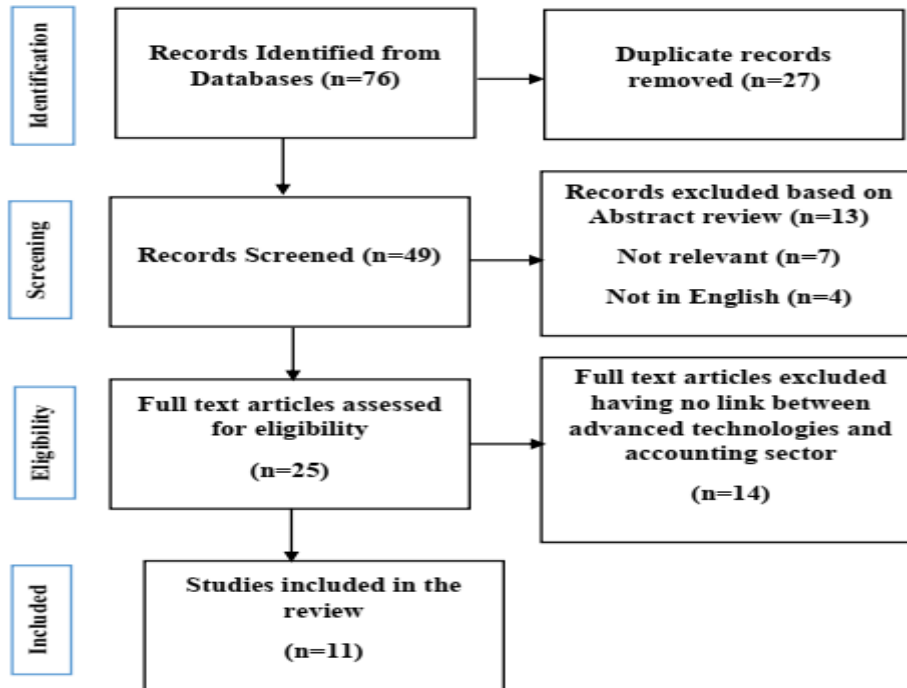 Identification
Records Identified from
Databases (n=76)
Duplicate records
removed (n=27)
Screening
Records Screened (n=49)
Records excluded based on
Abstract review (n=13)
Not relevant (n=7)
Not in English (n=4)
Eligibility
Full text articles assessed
for eligibility
(n=25)
Full text articles excluded
having no link between
advanced technologies and
accounting sector
(n=14)
Included
Studies included in the
review
(n=11)